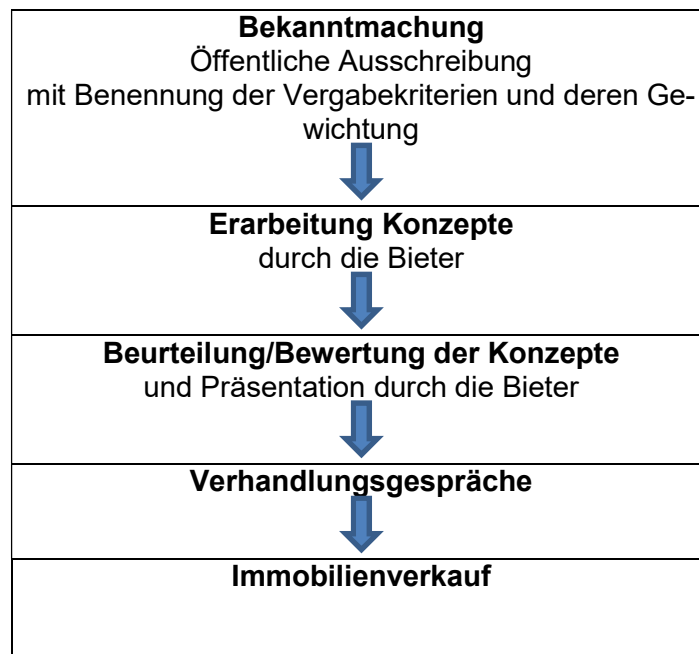 Bekanntmachung
Öffentliche Ausschreibung
mit Benennung der Vergabekriterien und deren Ge-
wichtung
Erarbeitung Konzepte
durch die Bieter
Beurteilung/Bewertung der Konzepte
und Präsentation durch die Bieter
Verhandlungsgespräche
Immobilienverkauf